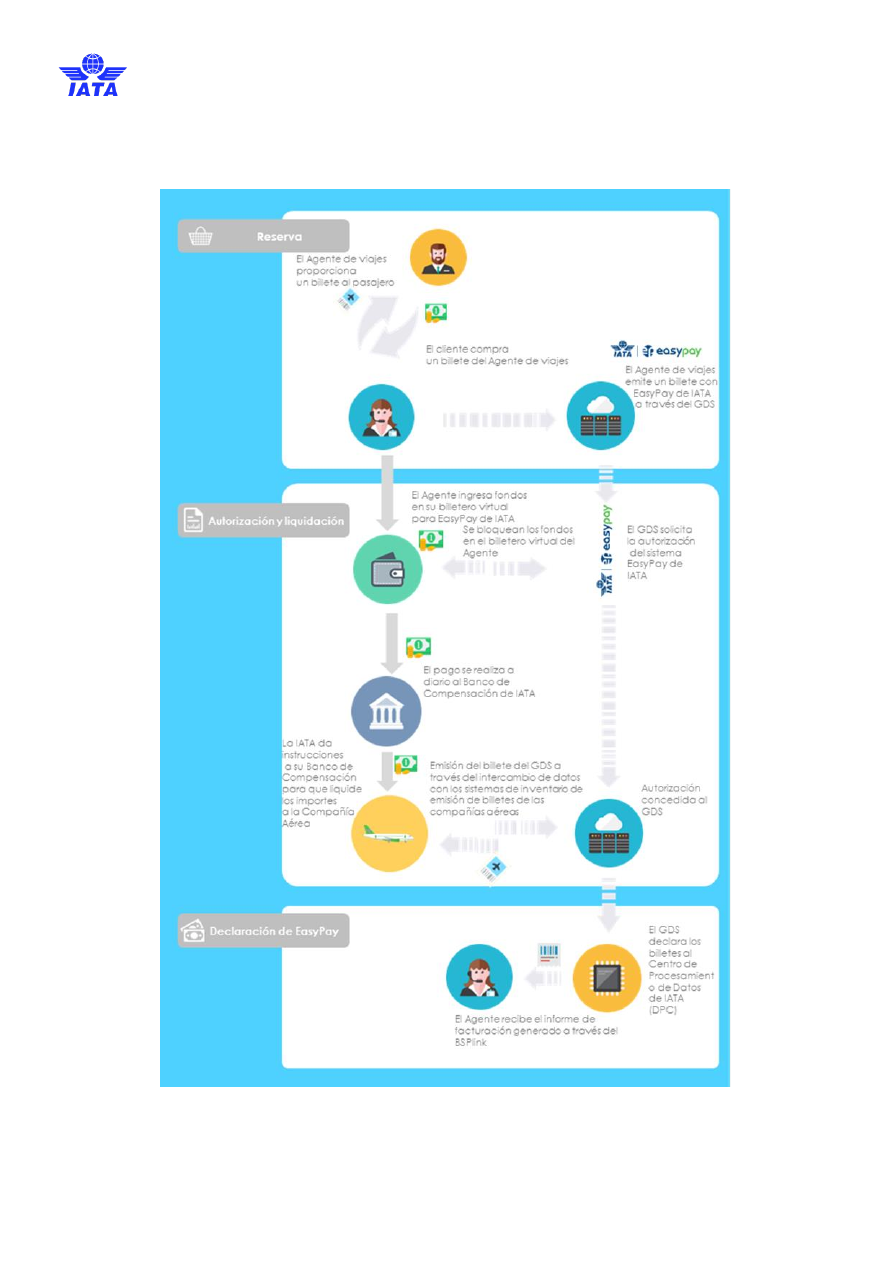 IATA
Reserva
El Agente de viajes
proporciona
un billete al pasajero
El cliente compra
un billete del Agente de viajes
IATA | easypay
El Agente de viajes
emite un billete con
EasyPay de IATA
a través del GDS
Autorización y liquidación
El Agente ingresa fondos
en su billetero virtual
para EasyPay de IATA
Se bloquean los fondos
en el billetero virtual del
Agente
IATA | easypay
El GDS solicita
la autorización
del sistema
EasyPay de
IATA
El pago se realiza a
diario al Banco de
Compensación de IATA
La IATA da
instrucciones
a su Banco de
Compensación
para que liquide
los importes
a la Compañía
Aérea
Emisión del billete del GDS a
través del intercambio de datos
con los sistemas de inventario de
emisión de billetes de las
compañías aéreas
Autorización
concedida al
GDS
Declaración de EasyPay
El GDS
declara los
billetes al
Centro de
Procesamient
o de Datos
de IATA
(DPC)
El Agente recibe el informe de
facturación generado a través del
BSPlink